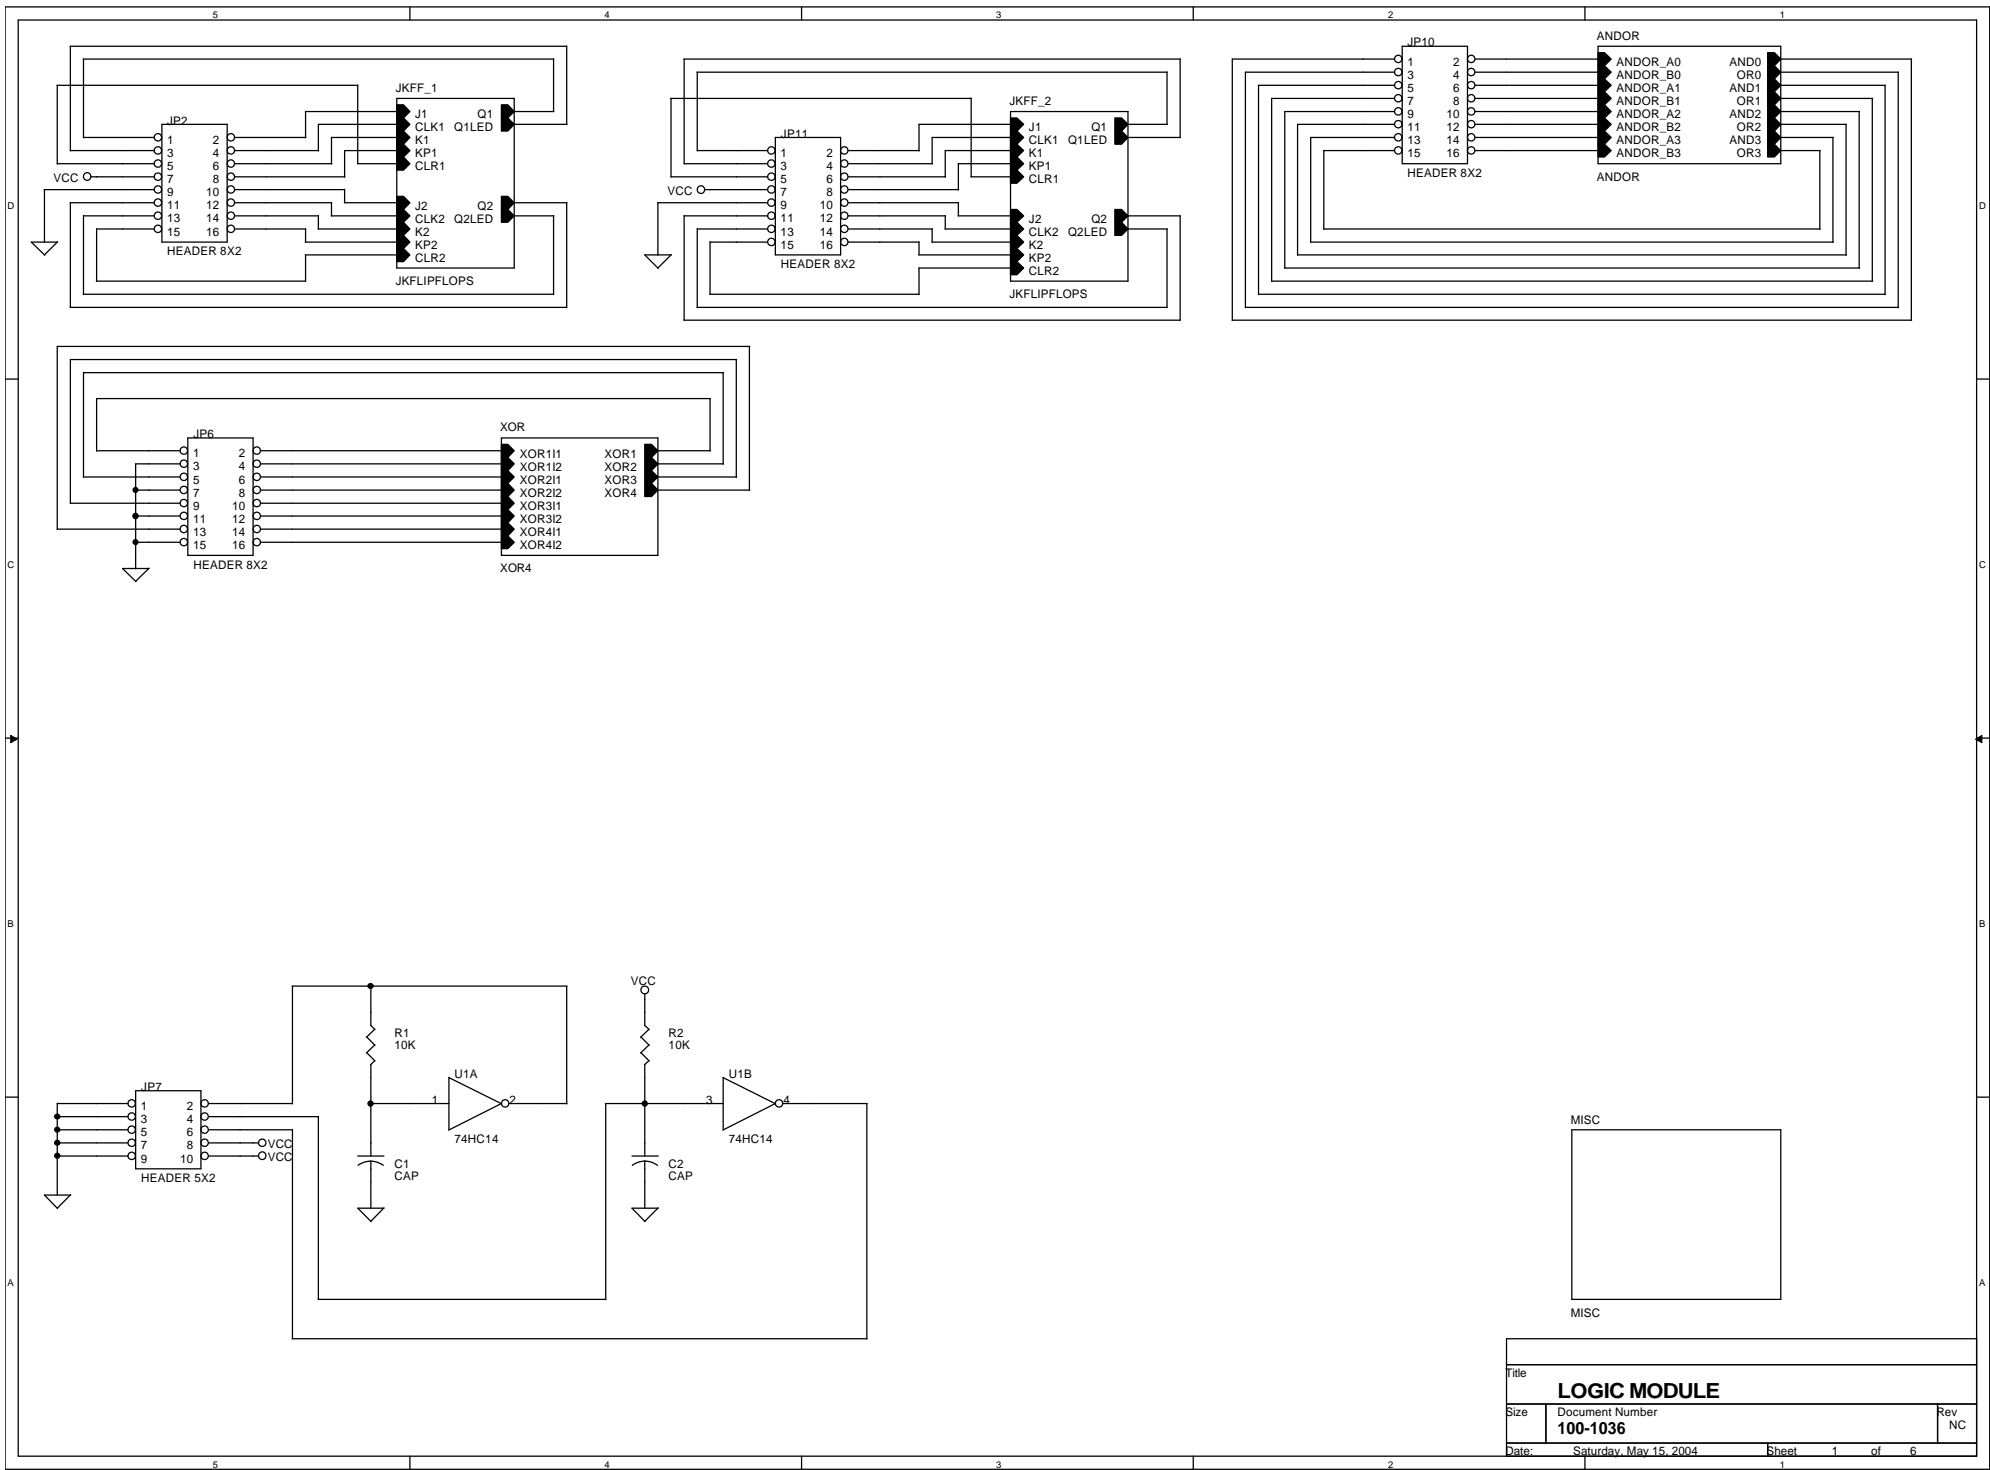 5 4 3 2 1
JP2
1 2
3 4
5 6
7 8
9 10
11 12
13 14
15 16
HEADER 8X2
VCC
JKFF_1
J1 Q1
CLK1 Q1LED
K1
KP1
CLR1
J2 Q2
CLK2 Q2LED
K2
KP2
CLR2
JKFLIPFLOPS
JP11
1 2
3 4
5 6
7 8
9 10
11 12
13 14
15 16
HEADER 8X2
VCC
JKFF_2
J1 Q1
CLK1 Q1LED
K1
KP1
CLR1
J2 Q2
CLK2 Q2LED
K2
KP2
CLR2
JKFLIPFLOPS
JP10
1 2
3 4
5 6
7 8
9 10
11 12
13 14
15 16
HEADER 8X2
ANDOR
ANDOR_A0 AND0
ANDOR_B0 OR0
ANDOR_A1 AND1
ANDOR_B1 OR1
ANDOR_A2 AND2
ANDOR_B2 OR2
ANDOR_A3 AND3
ANDOR_B3 OR3
ANDOR
D D
JP6
1 2
3 4
5 6
7 8
9 10
11 12
13 14
15 16
HEADER 8X2
XOR
XOR1I1 XOR1
XOR1I2 XOR2
XOR2I1 XOR3
XOR2I2 XOR4
XOR3I1
XOR3I2
XOR4I1
XOR4I2
XOR4
C C
B B
JP7
1 2
3 4
5 6
7 8
9 10
HEADER 5X2
VCC
VCC
R1
10K
U1A
1 2
74HC14
C1
CAP
VCC
R2
10K
U1B
3 4
74HC14
C2
CAP
MISC
MISC
A A
Title
LOGIC MODULE
Size Document Number Rev
100-1036 NC
Date: Saturday, May 15, 2004 Sheet 1 of 6
5 4 3 2 1